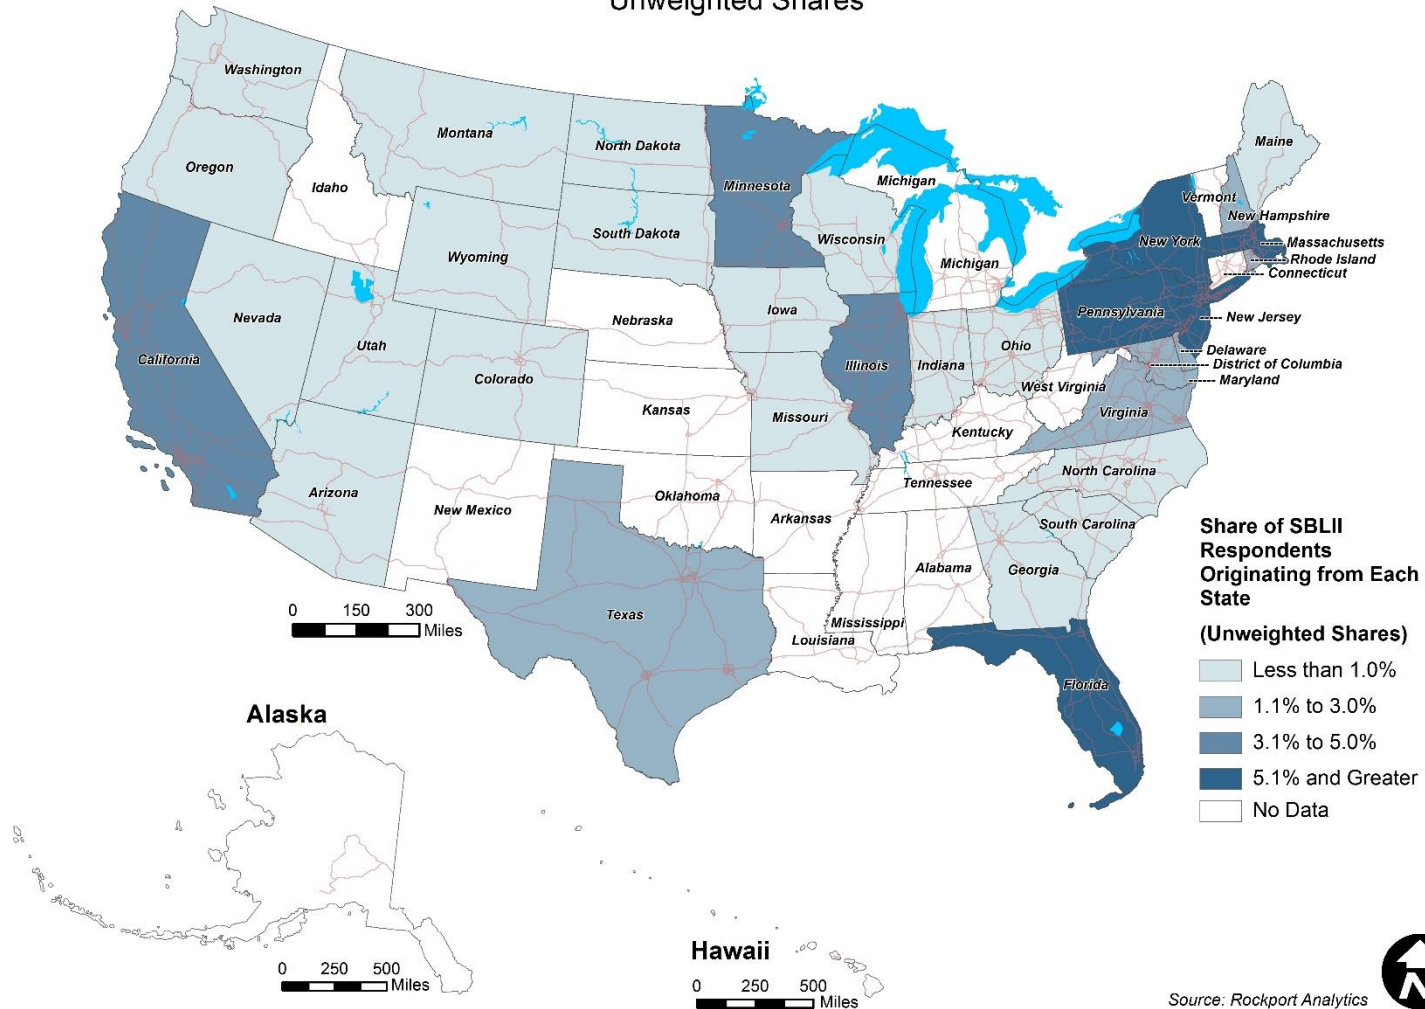 Unweighted Shares
Washington
Montana
North Dakota
Minnesota
Michigan
Maine
Oregon
Idaho
Vermont
New Hampshire
South Dakota
Wisconsin
New York
Massachusetts
Rhode Island
Connecticut
Wyoming
Michigan
Nevada
Nebraska
Iowa
Pennsylvania
New Jersey
Utah
California
Colorado
Illinois
Indiana
Ohio
Delaware
District of Columbia
Maryland
West Virginia
Kansas
Missouri
Virginia
Kentucky
Arizona
New Mexico
Oklahoma
Arkansas
Tennessee
North Carolina
South Carolina
Alabama
Georgia
Texas
Mississippi
Louisiana
Florida
0 150 300
Miles
Share of SBLII
Respondents
Originating from Each
State
(Unweighted Shares)
Less than 1.0%
1.1% to 3.0%
3.1% to 5.0%
5.1% and Greater
No Data
Alaska
0 250 500
Miles
Hawaii
0 250 500
Miles
N
Source: Rockport Analytics